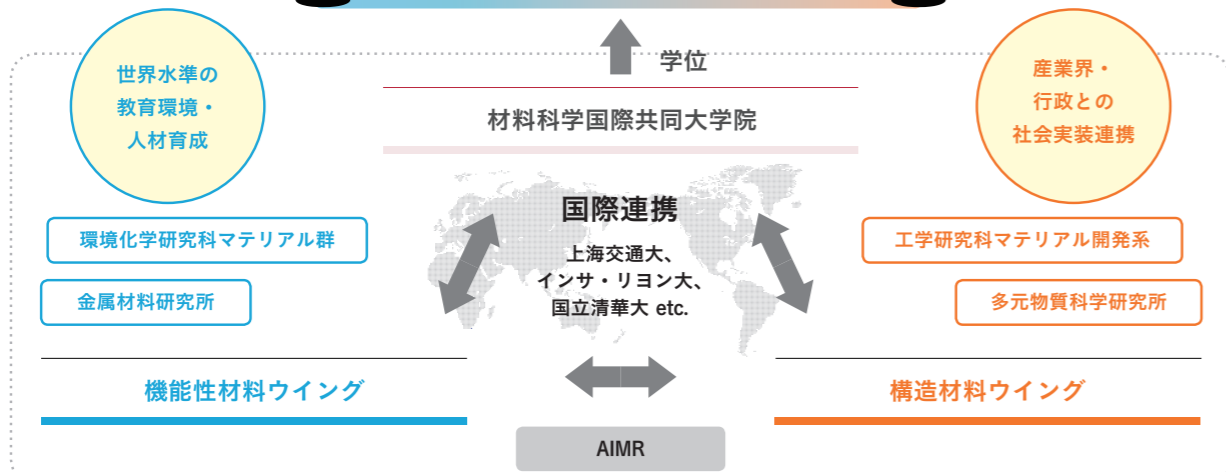 学位
世界水準の
教育環境・
人材育成
産業界・
行政との
社会実装連携
材料科学国際共同大学院
国際連携
上海交通大、
インサ・リヨン大、
国立清華大 etc.
環境化学研究科マテリアル群
金属材料研究所
工学研究科マテリアル開発系
多元物質科学研究所
機能性材料ウイング
構造材料ウイング
AIMR